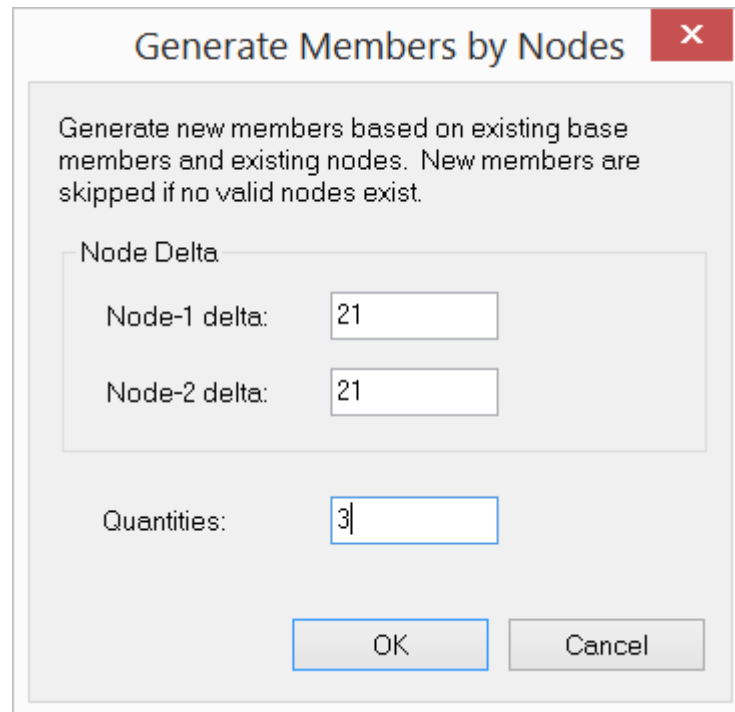 Generate Members by Nodes
Generate new members based on existing base
members and existing nodes. New members are
skipped if no valid nodes exist.
Node Delta
Node-1 delta: 21
Node-2 delta: 21
Quantities: 3
OK Cancel